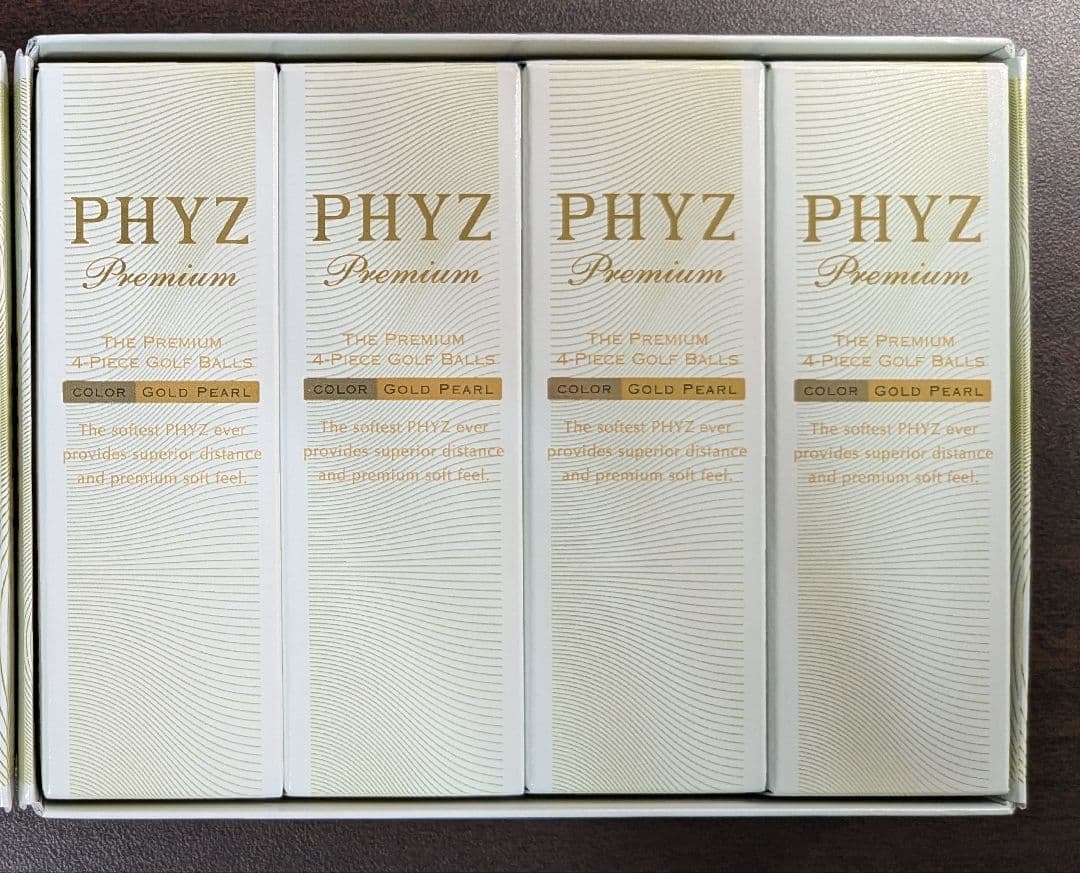 PHYZ
Premium
THE PREMIUM
4-PIECE GOLF BALLS
COLOR GOLD PEARL
The softest PHYZ ever
provides superior distance
and premium soft feel.
PHYZ
Premium
THE PREMIUM
4-PIECE GOLF BALLS
COLOR GOLD PEARL
The softest PHYZ ever
provides superior distance
and premium soft feel.
PHYZ
Premium
THE PREMIUM
4-PIECE GOLF BALLS
COLOR GOLD PEARL
The softest PHYZ ever
provides superior distance
and premium soft feel.
PHYZ
Premium
THE PREMIUM
4-PIECE GOLF BALLS
COLOR GOLD PEARL
The softest PHYZ ever
provides superior distance
and premium soft feel.